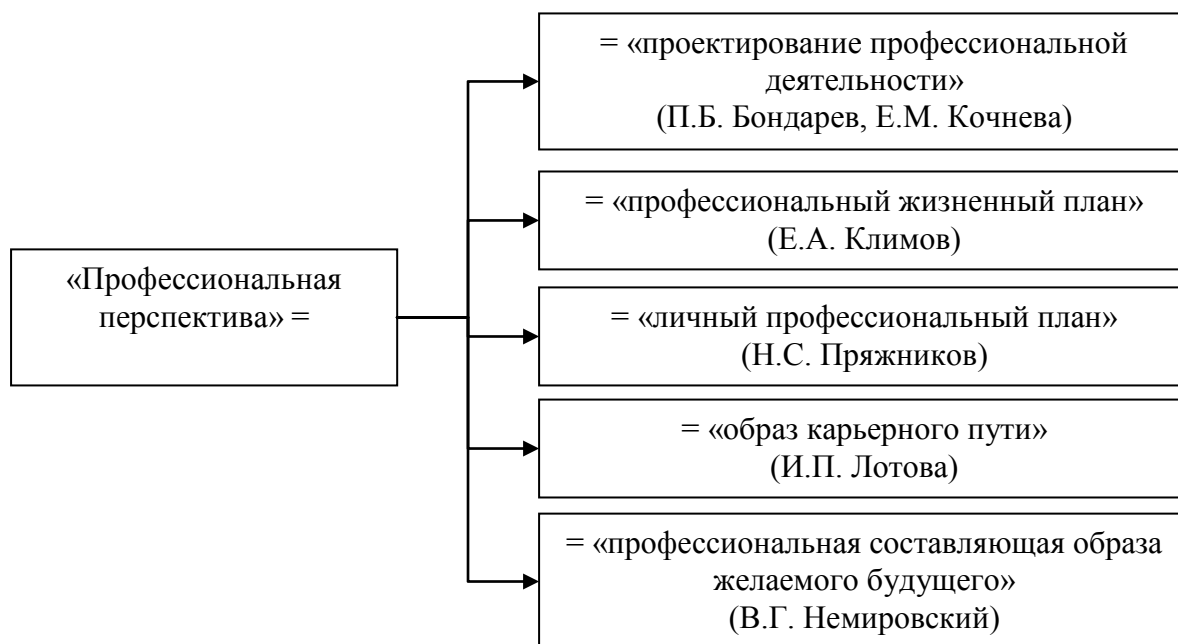 = «проектирование профессиональной
деятельности»
(П.Б. Бондарев, Е.М. Кочнева)
= «профессиональный жизненный план»
(Е.А. Климов)
«Профессиональная
перспектива» =
= «личный профессиональный план»
(Н.С. Пряжников)
= «образ карьерного пути»
(И.П. Лотова)
= «профессиональная составляющая образа
желаемого будущего»
(В.Г. Немировский)